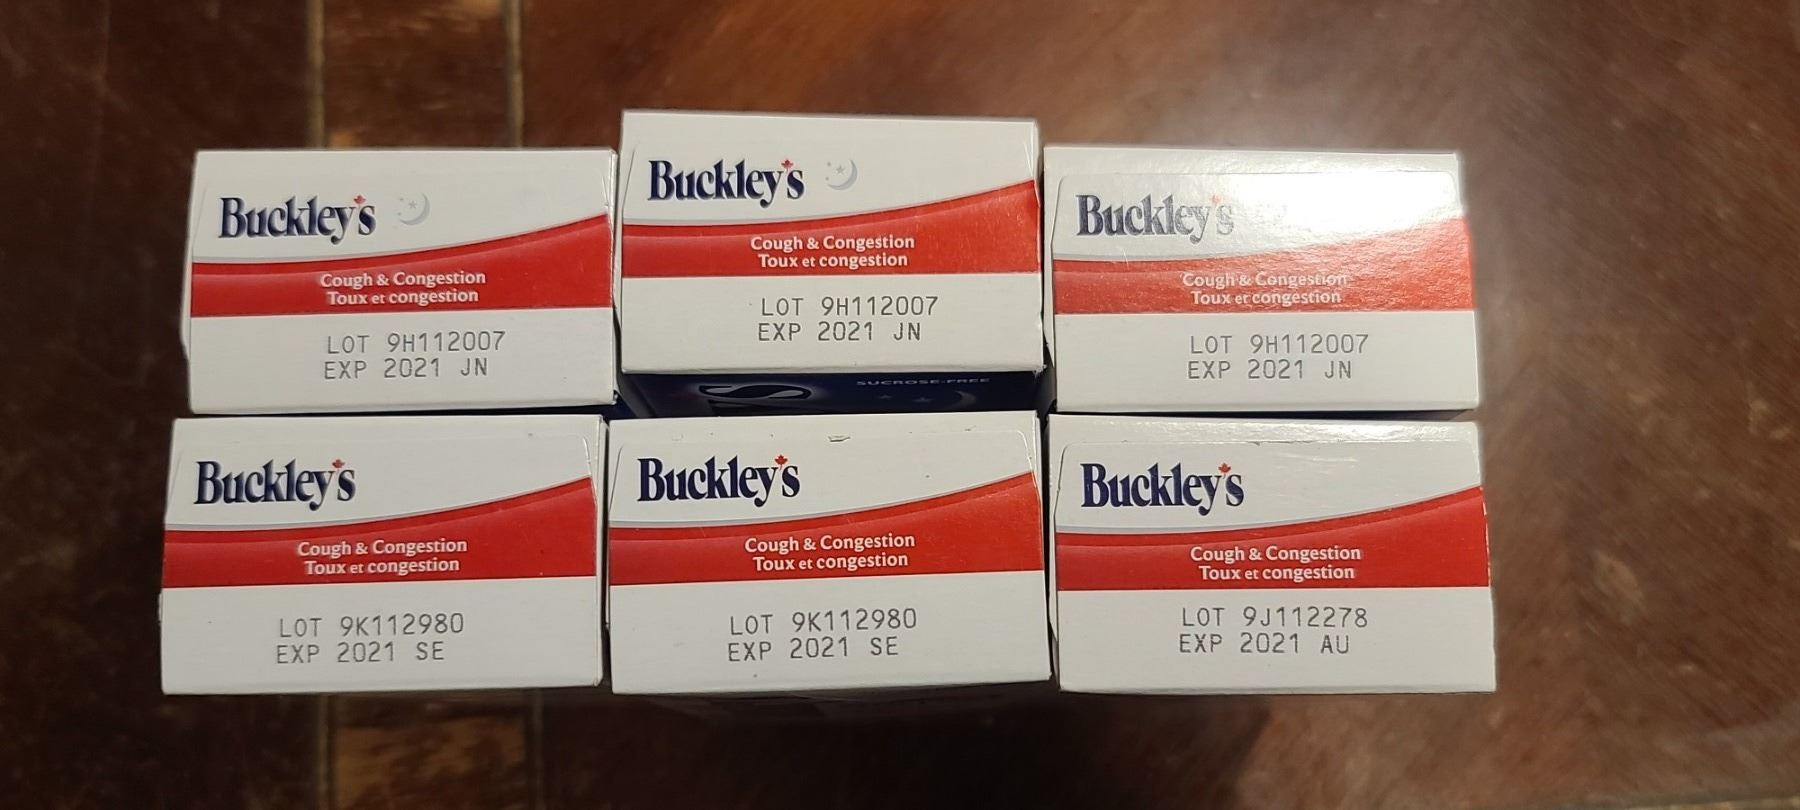 Buckley's
Cough & Congestion
Toux et congestion
LOT 9H112007
EXP 2021 JN
Buckley's
Cough & Congestion
Toux et congestion
LOT 9H112007
EXP 2021 JN
Buckley's
Cough & Congestion
Toux et congestion
LOT 9H112007
EXP 2021 JN
SUCROSE-FREE
Buckley's
Cough & Congestion
Toux et congestion
LOT 9K112980
EXP 2021 SE
Buckley's
Cough & Congestion
Toux et congestion
LOT 9K112980
EXP 2021 SE
Buckley's
Cough & Congestion
Toux et congestion
LOT 9J112278
EXP 2021 AU